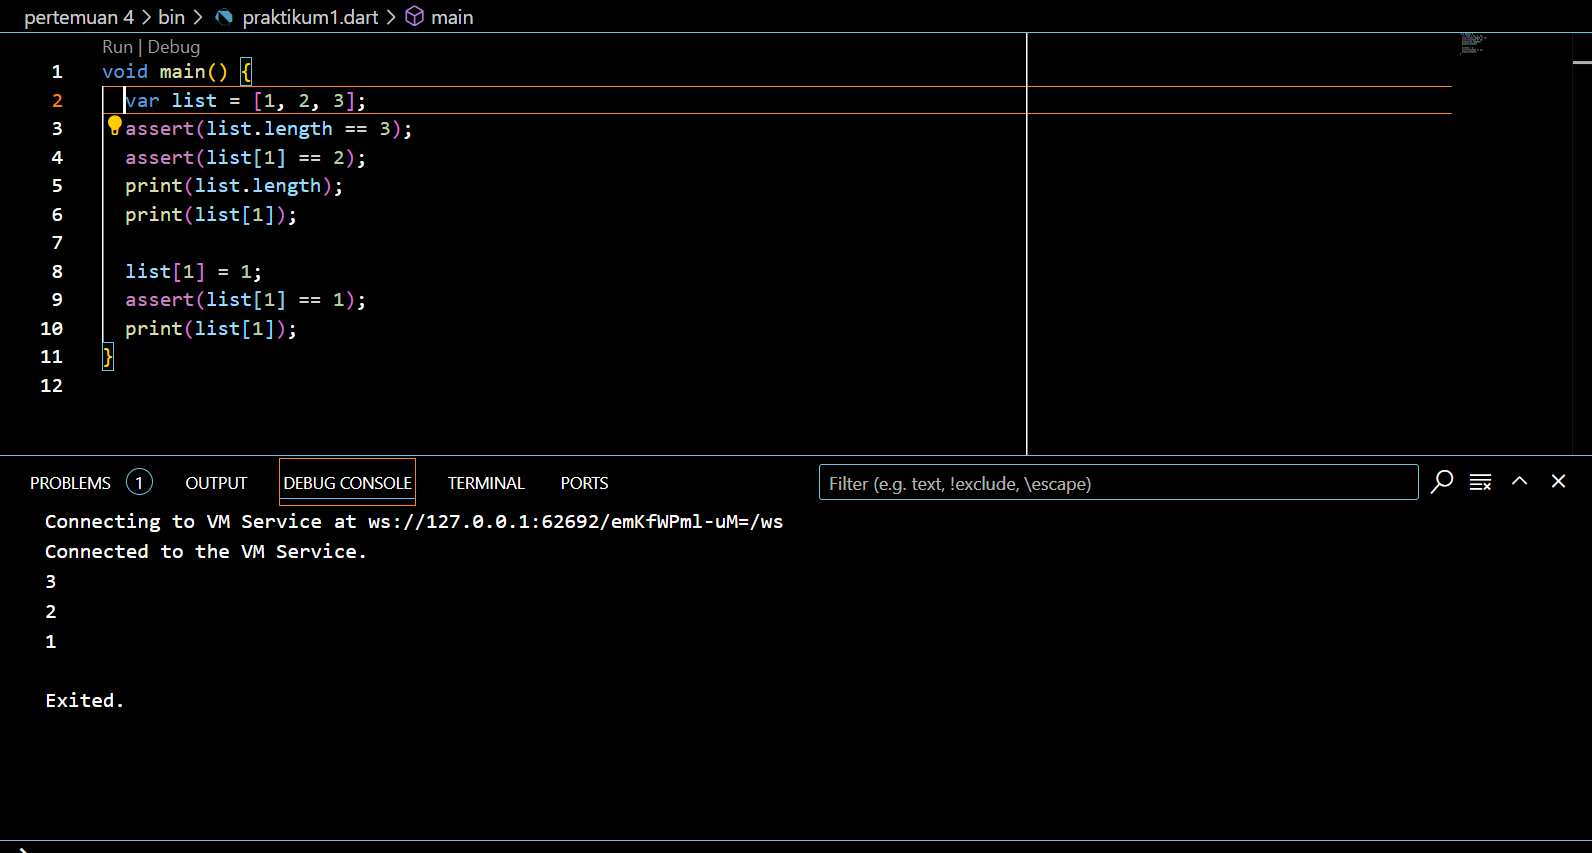 pertemuan 4 > bin > praktikum1.dart > main
Run | Debug
1 void main() {
2 var list = [1, 2, 3];
3 assert(list.length == 3);
4 assert(list[1] == 2);
5 print(list.length);
6 print(list[1]);
7
8 list[1] = 1;
9 assert(list[1] == 1);
10 print(list[1]);
11 }
12
PROBLEMS 1 OUTPUT DEBUG CONSOLE TERMINAL PORTS Filter (e.g. text, !exclude, \escape)
Connecting to VM Service at ws://127.0.0.1:62692/emKfWPml-uM=/ws
Connected to the VM Service.
3
2
1
Exited.